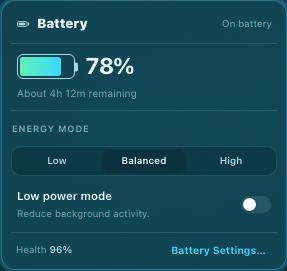 Battery
On battery
78%
About 4h 12m remaining
ENERGY MODE
Low
Balanced
High
Low power mode
Reduce background activity.
Health 96%
Battery Settings...